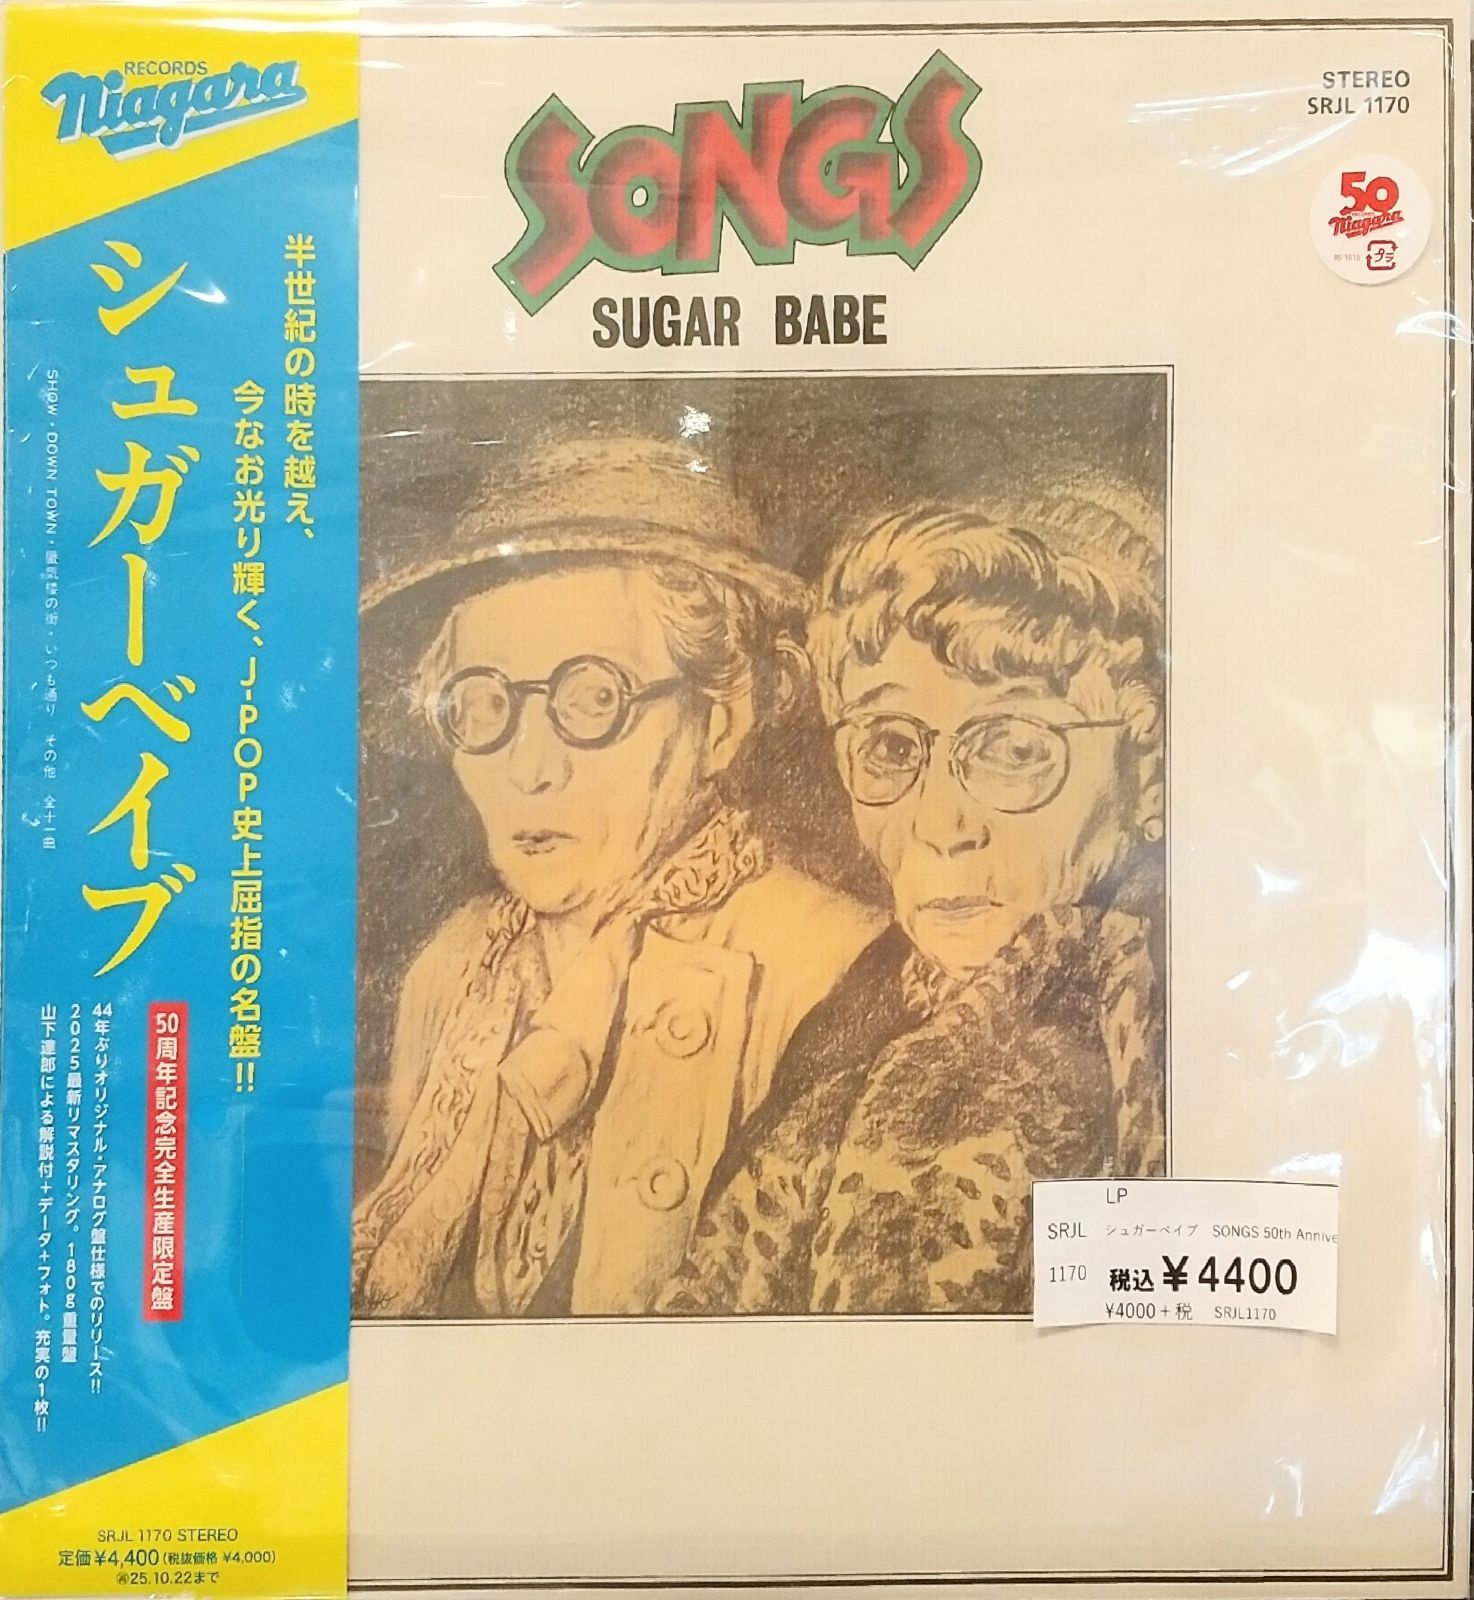 RECORDS
Niagara
半世紀の時を越え、
今なお光り輝く、J-POP史上屈指の名盤!!
シュガー・ベイブ
SHOW・DOWN TOWN・蜃気楼の街・いつも通り その他 全十一曲
50周年記念完全生産限定盤
44年ぶりオリジナル・アナログ盤仕様でのリリース!!
2025最新リマスタリング。180g重量盤
山下達郎による解説付+データ+フォト。充実の1枚!!
SRJL 1170 STEREO
定価¥4,400(税抜価格 ¥4,000)
㊢25.10.22まで
SONGS
SUGAR BABE
STEREO
SRJL 1170
50
RECORDS
Niagara
RS 1615
プラ
LP
SRJL シュガーベイブ SONGS 50th Annive
1170 税込¥4400
¥4000+税 SRJL1170